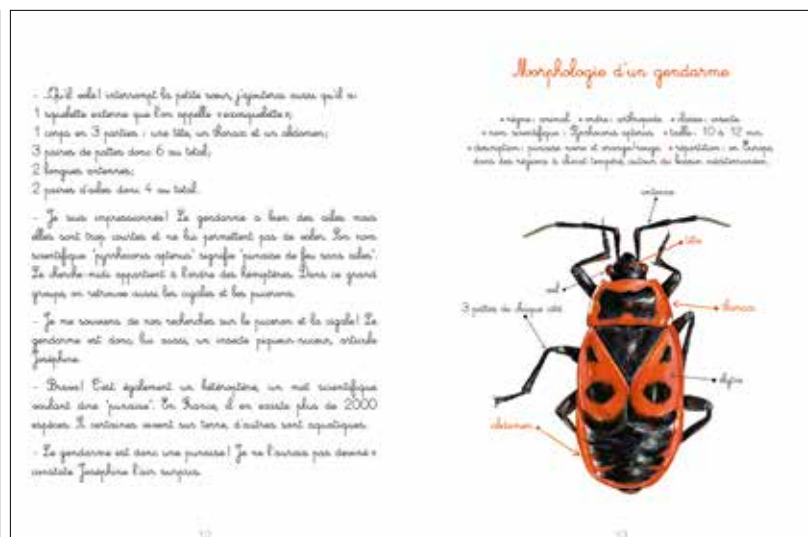 - Qu'il vole ! interrompt la petite sœur, j'ajouterai aussi qu'il a :
1 squelette externe que l'on appelle « exosquelette » ;
1 corps en 3 parties : une tête, un thorax et un abdomen ;
3 paires de pattes donc 6 au total ;
2 longues antennes ;
2 paires d'ailes donc 4 au total.
- Je suis impressionnée ! Le gendarme a bien des ailes mais
elles sont trop courtes et ne lui permettent pas de voler. Son nom
scientifique "pyrrhocoris apterus" signifie "punaise de feu sans ailes".
Le cherche-midi appartient à l'ordre des hémiptères. Dans ce grand
groupe, on retrouve aussi les cigales et les pucerons.
- Je me souviens de nos recherches sur le puceron et la cigale ! Le
gendarme est donc, lui aussi, un insecte piqueur-suceur, articule
Joséphine.
- Bravo ! C'est également un hétéroptère, un mot scientifique
voulant dire "punaise". En France, il en existe plus de 2000
espèces. Si certaines vivent sur terre, d'autres sont aquatiques.
- Le gendarme est donc une punaise ! Je ne l'aurais pas deviné »
constate Joséphine l'air surpris.
12
Morphologie d'un gendarme
• règne : animal • ordre : arthropode • classe : insecte
• nom scientifique : Pyrrhocoris apterus • taille : 10 à 12 mm
• description : punaise noire et orange/rouge • répartition : en Europe,
dans des régions à climat tempéré, autour du bassin méditerranéen.
antenne
tête
œil
3 pattes de chaque côté
thorax
élytre
abdomen
13